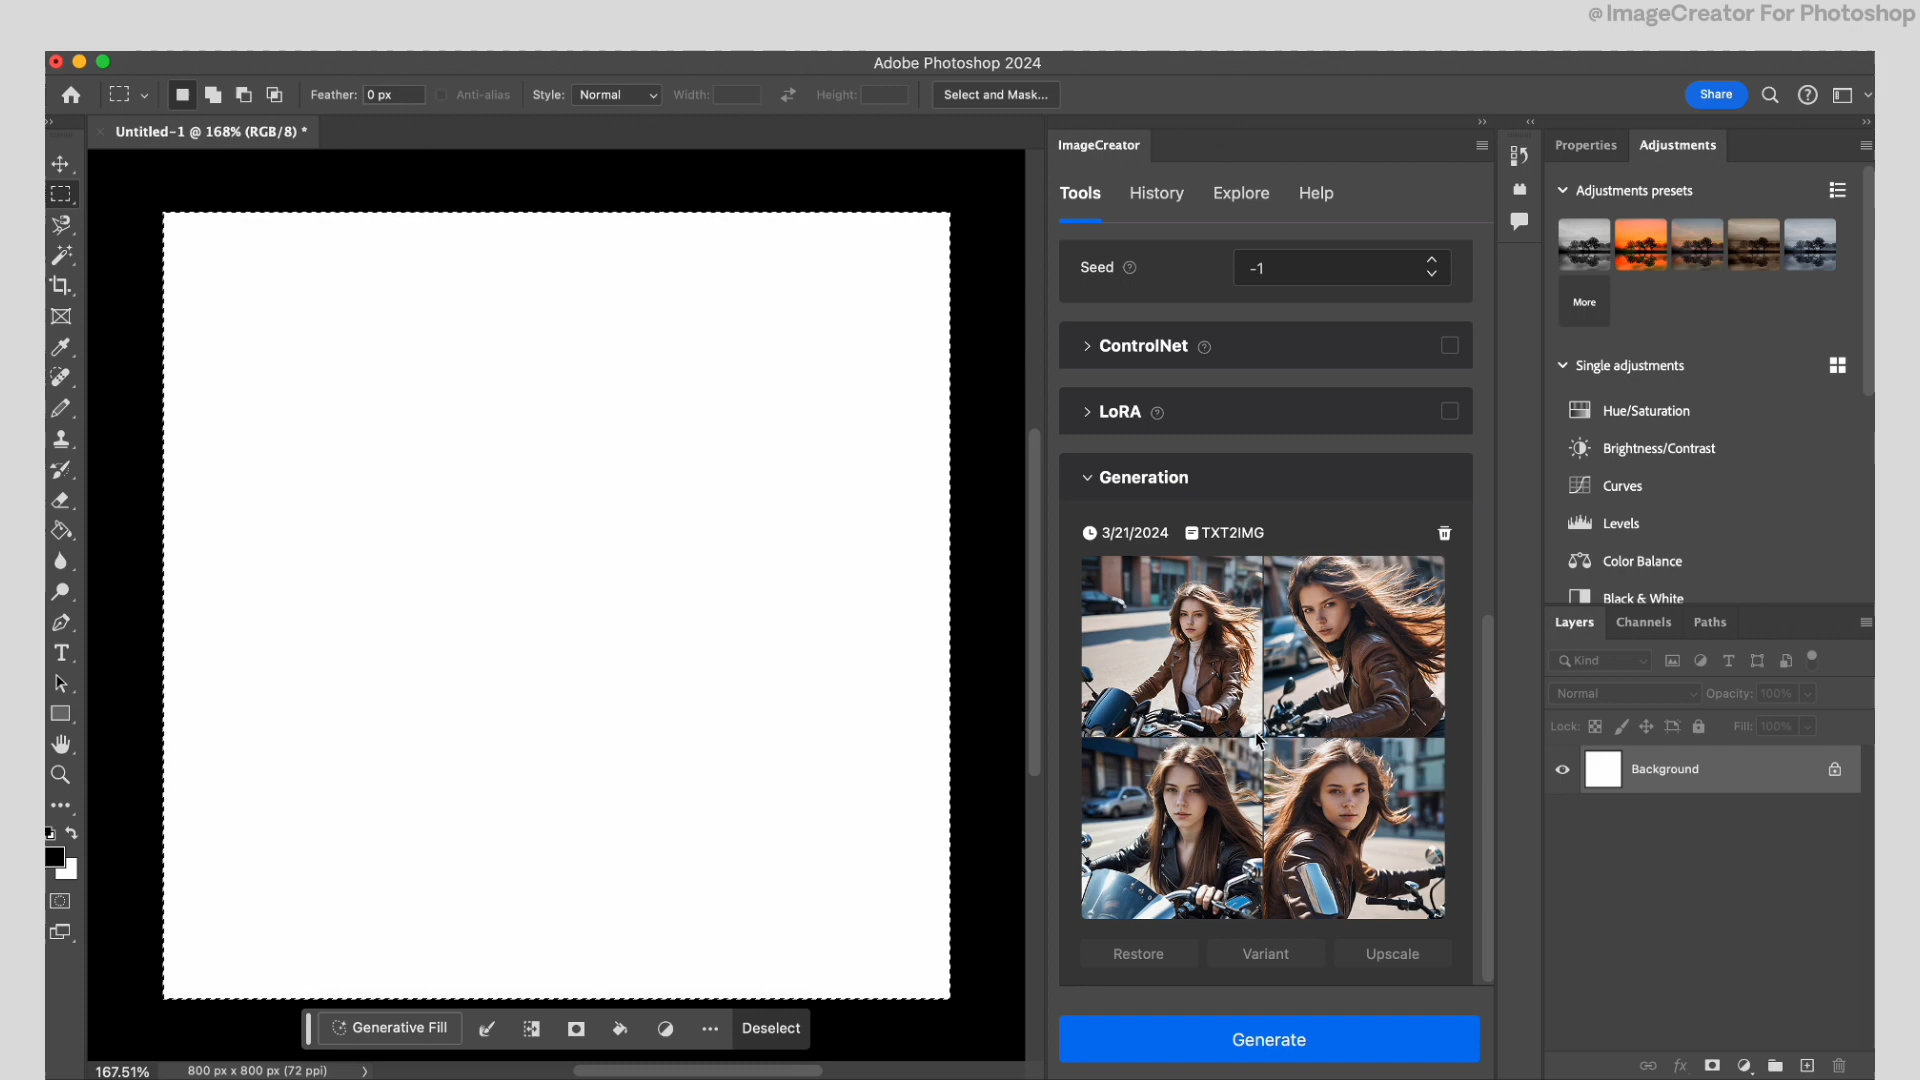 @ImageCreator For Photoshop
Adobe Photoshop 2024
Feather: 0 px Anti-alias Style: Normal Width: Height: Select and Mask... Share
Untitled-1 @ 168% (RGB/8) *
ImageCreator
Properties Adjustments
Tools History Explore Help
Adjustments presets
More
Seed -1
ControlNet
Single adjustments
LoRA
Hue/Saturation
Brightness/Contrast
Generation
Curves
3/21/2024 TXT2IMG
Levels
Color Balance
Black & White
Layers Channels Paths
Kind
Normal Opacity: 100%
Lock: Fill: 100%
Background
Restore Variant Upscale
Generative Fill Deselect
Generate
167.51% 800 px x 800 px (72 ppi)
fx